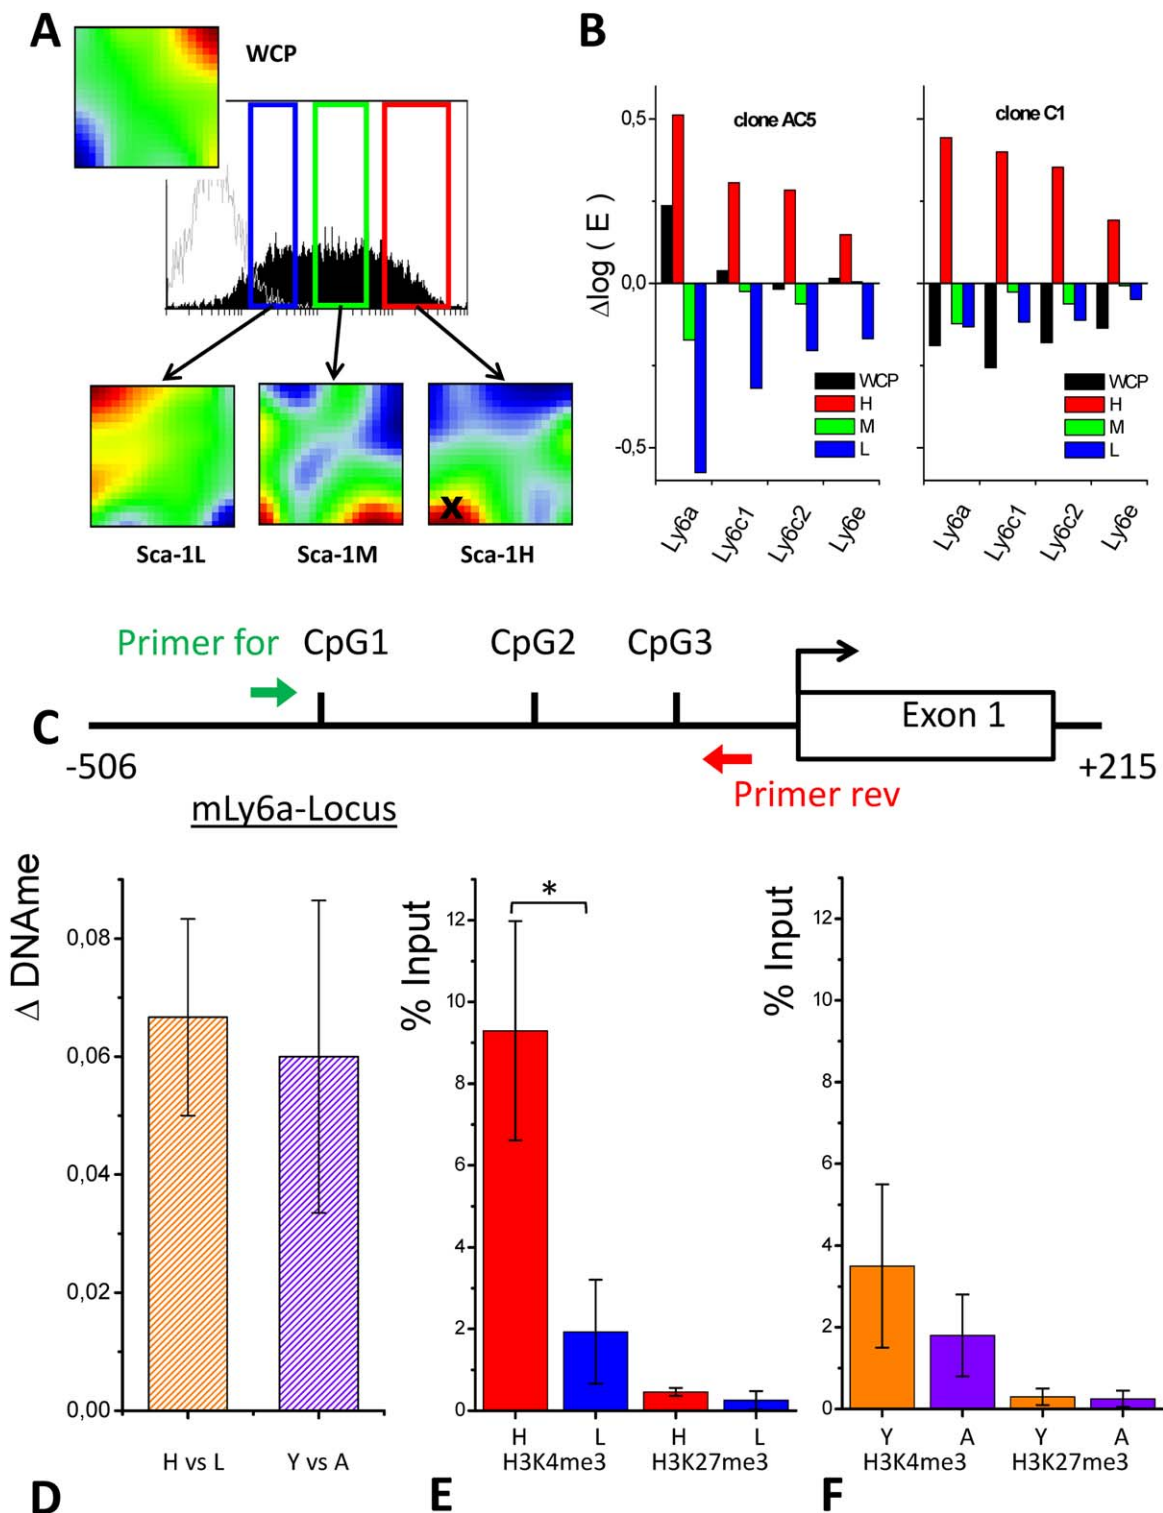 A
WCP
Sca-1L
Sca-1M
Sca-1H
B
Δlog ( E )
0,5
0,0
-0,5
clone AC5
WCP
H
M
L
Ly6a
Ly6c1
Ly6c2
Ly6e
clone C1
WCP
H
M
L
Ly6a
Ly6c1
Ly6c2
Ly6e
C
Primer for
CpG1
CpG2
CpG3
Exon 1
-506
+215
Primer rev
mLy6a-Locus
Δ DNAme
0,08
0,06
0,04
0,02
0,00
H vs L
Y vs A
D
% Input
12
10
8
6
4
2
0
*
H
L
H
L
H3K4me3
H3K27me3
E
% Input
12
10
8
6
4
2
0
Y
A
Y
A
H3K4me3
H3K27me3
F
x